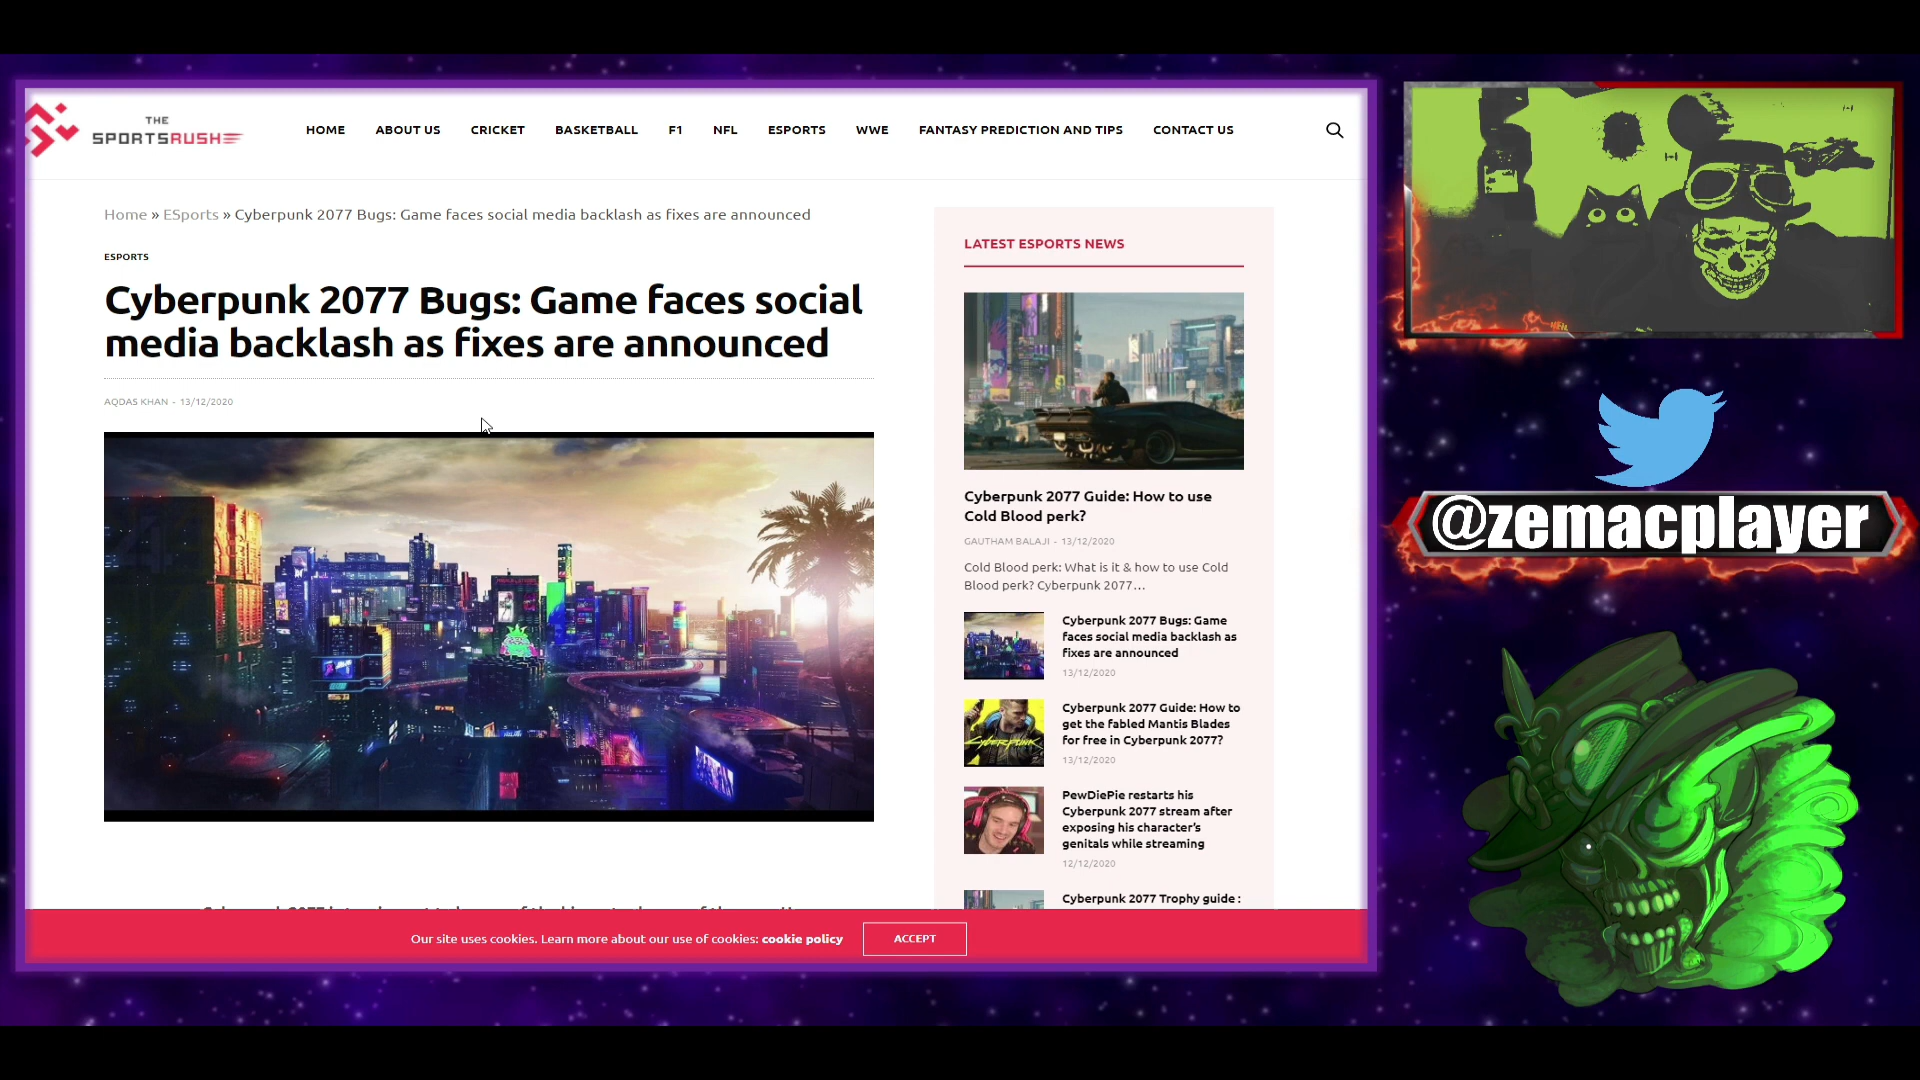 THE
SPORTSRUSH
HOME
ABOUT US
CRICKET
BASKETBALL
F1
NFL
ESPORTS
WWE
FANTASY PREDICTION AND TIPS
CONTACT US
Home » ESports » Cyberpunk 2077 Bugs: Game faces social media backlash as fixes are announced
ESPORTS
Cyberpunk 2077 Bugs: Game faces social
media backlash as fixes are announced
AQDAS KHAN - 13/12/2020
LATEST ESPORTS NEWS
Cyberpunk 2077 Guide: How to use
Cold Blood perk?
GAUTHAM BALAJI - 13/12/2020
Cold Blood perk: What is it & how to use Cold
Blood perk? Cyberpunk 2077…
Cyberpunk 2077 Bugs: Game
faces social media backlash as
fixes are announced
13/12/2020
Cyberpunk 2077 Guide: How to
get the fabled Mantis Blades
for free in Cyberpunk 2077?
13/12/2020
PewDiePie restarts his
Cyberpunk 2077 stream after
exposing his character's
genitals while streaming
12/12/2020
Cyberpunk 2077 Trophy guide :
Our site uses cookies. Learn more about our use of cookies: cookie policy
ACCEPT
@zemacplayer